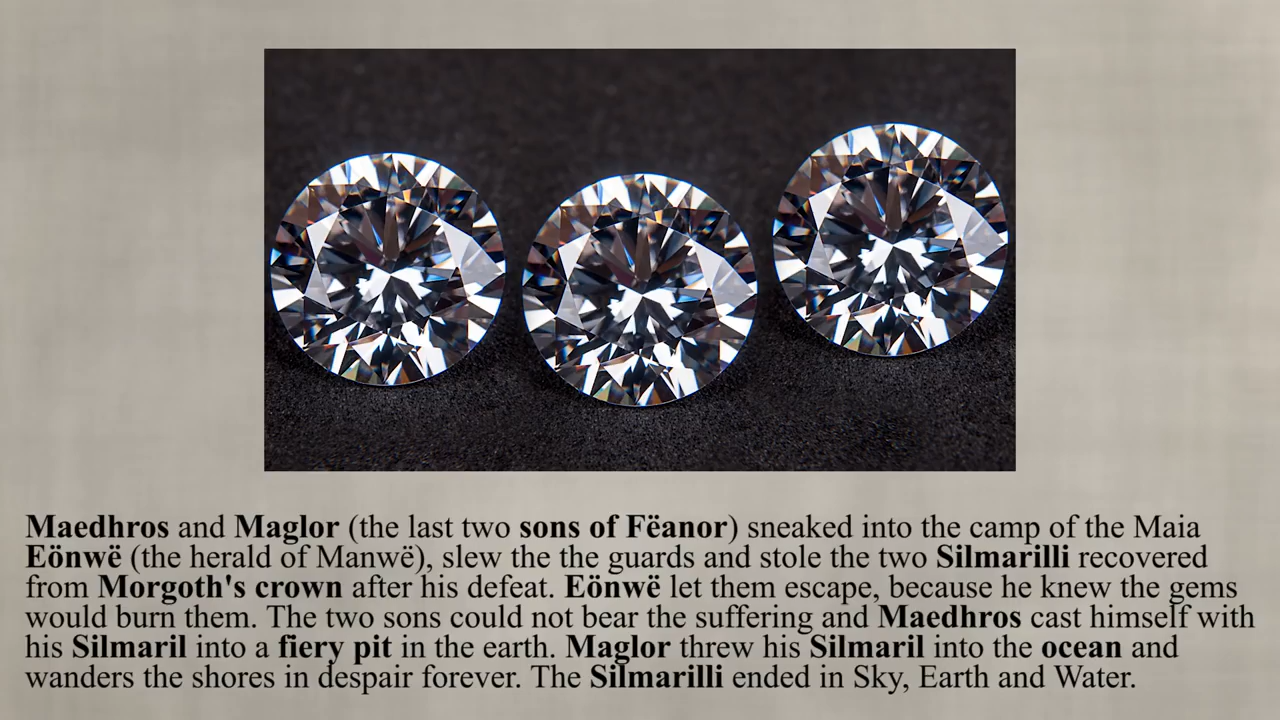 Maedhros and Maglor (the last two sons of Fëanor) sneaked into the camp of the Maia
Eönwë (the herald of Manwë), slew the the guards and stole the two Silmarilli recovered
from Morgoth's crown after his defeat. Eönwë let them escape, because he knew the gems
would burn them. The two sons could not bear the suffering and Maedhros cast himself with
his Silmaril into a fiery pit in the earth. Maglor threw his Silmaril into the ocean and
wanders the shores in despair forever. The Silmarilli ended in Sky, Earth and Water.